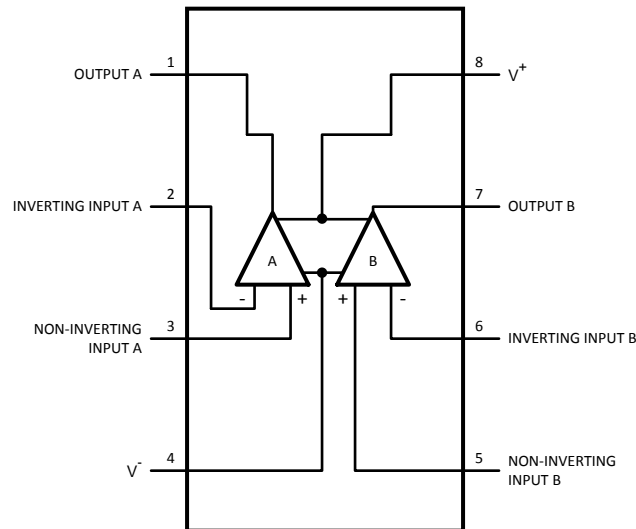 1
OUTPUT A
8
V+
2
INVERTING INPUT A
7
OUTPUT B
A
B
- +
+ -
3
NON-INVERTING
INPUT A
6
INVERTING INPUT B
4
V-
5
NON-INVERTING
INPUT B